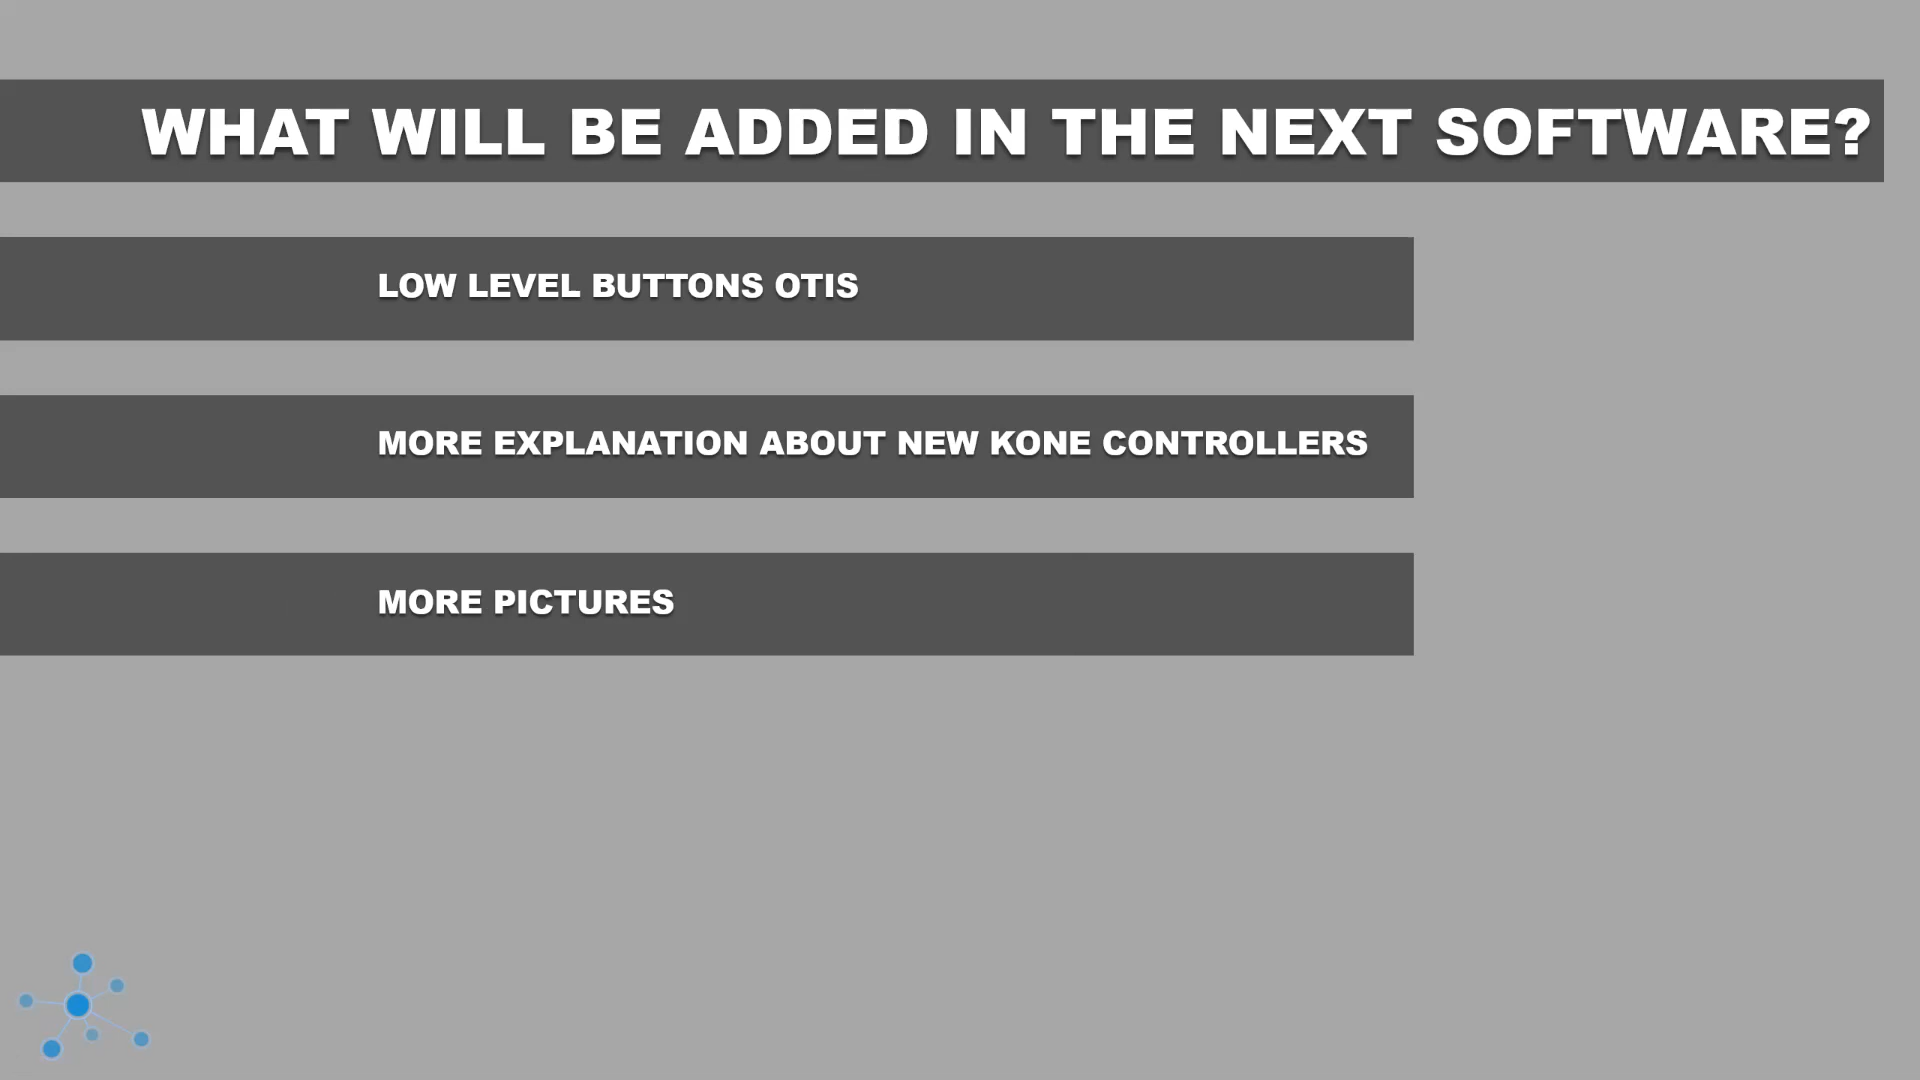 WHAT WILL BE ADDED IN THE NEXT SOFTWARE?
LOW LEVEL BUTTONS OTIS
MORE EXPLANATION ABOUT NEW KONE CONTROLLERS
MORE PICTURES